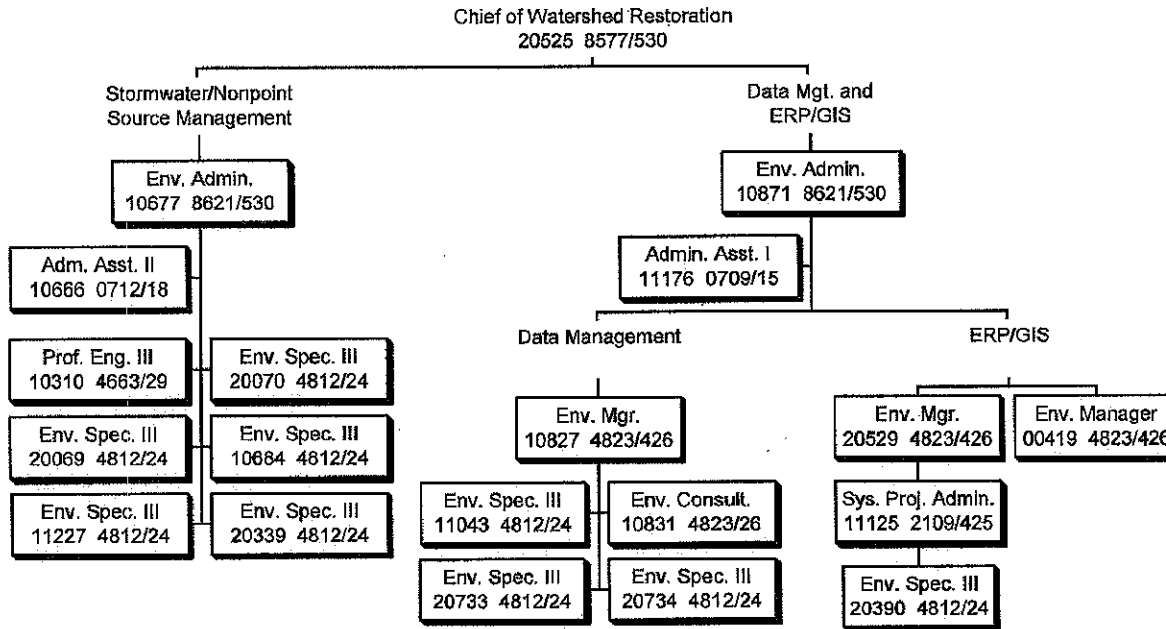 Chief of Watershed Restoration
20525 8577/530
Stormwater/Nonpoint
Source Management
Env. Admin.
10677 8621/530
Adm. Asst. II
10666 0712/18
Prof. Eng. III
10310 4663/29
Env. Spec. III
20070 4812/24
Env. Spec. III
20069 4812/24
Env. Spec. III
10664 4812/24
Env. Spec. III
11227 4812/24
Env. Spec. III
20339 4812/24
Data Mgt. and
ERP/GIS
Env. Admin.
10871 8621/530
Admin. Asst. I
11176 0709/15
Data Management
Env. Mgr.
10827 4823/426
Env. Spec. III
11043 4812/24
Env. Consult.
10831 4823/26
Env. Spec. III
20733 4812/24
Env. Spec. III
20734 4812/24
ERP/GIS
Env. Mgr.
20529 4823/426
Env. Manager
00419 4823/426
Sys. Proj. Admin.
11125 2109/425
Env. Spec. III
20390 4812/24